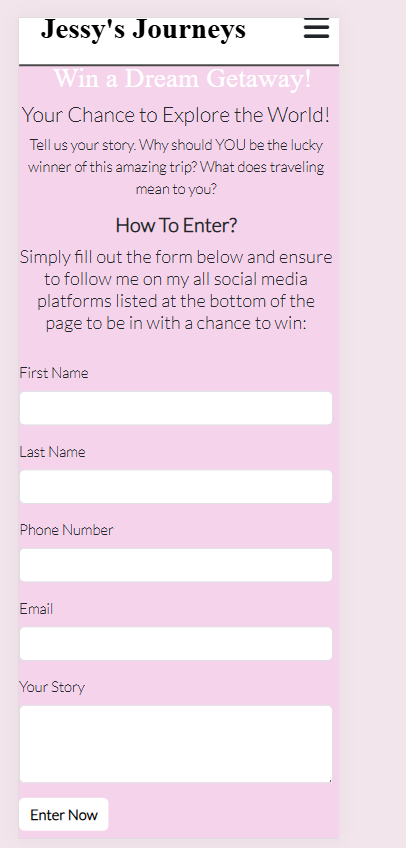 Jessy's Journeys
Win a Dream Getaway!
Your Chance to Explore the World!
Tell us your story. Why should YOU be the lucky
winner of this amazing trip? What does traveling
mean to you?
How To Enter?
Simply fill out the form below and ensure
to follow me on my all social media
platforms listed at the bottom of the
page to be in with a chance to win:
First Name
Last Name
Phone Number
Email
Your Story
Enter Now